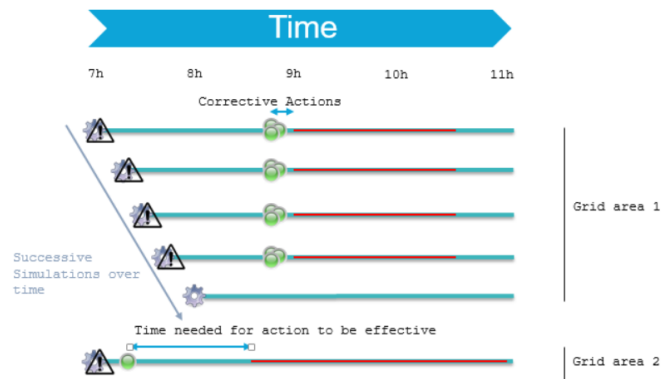 Time
7h 8h 9h 10h 11h
Corrective Actions
Grid area 1
Successive
Simulations over
time
Time needed for action to be effective
Grid area 2